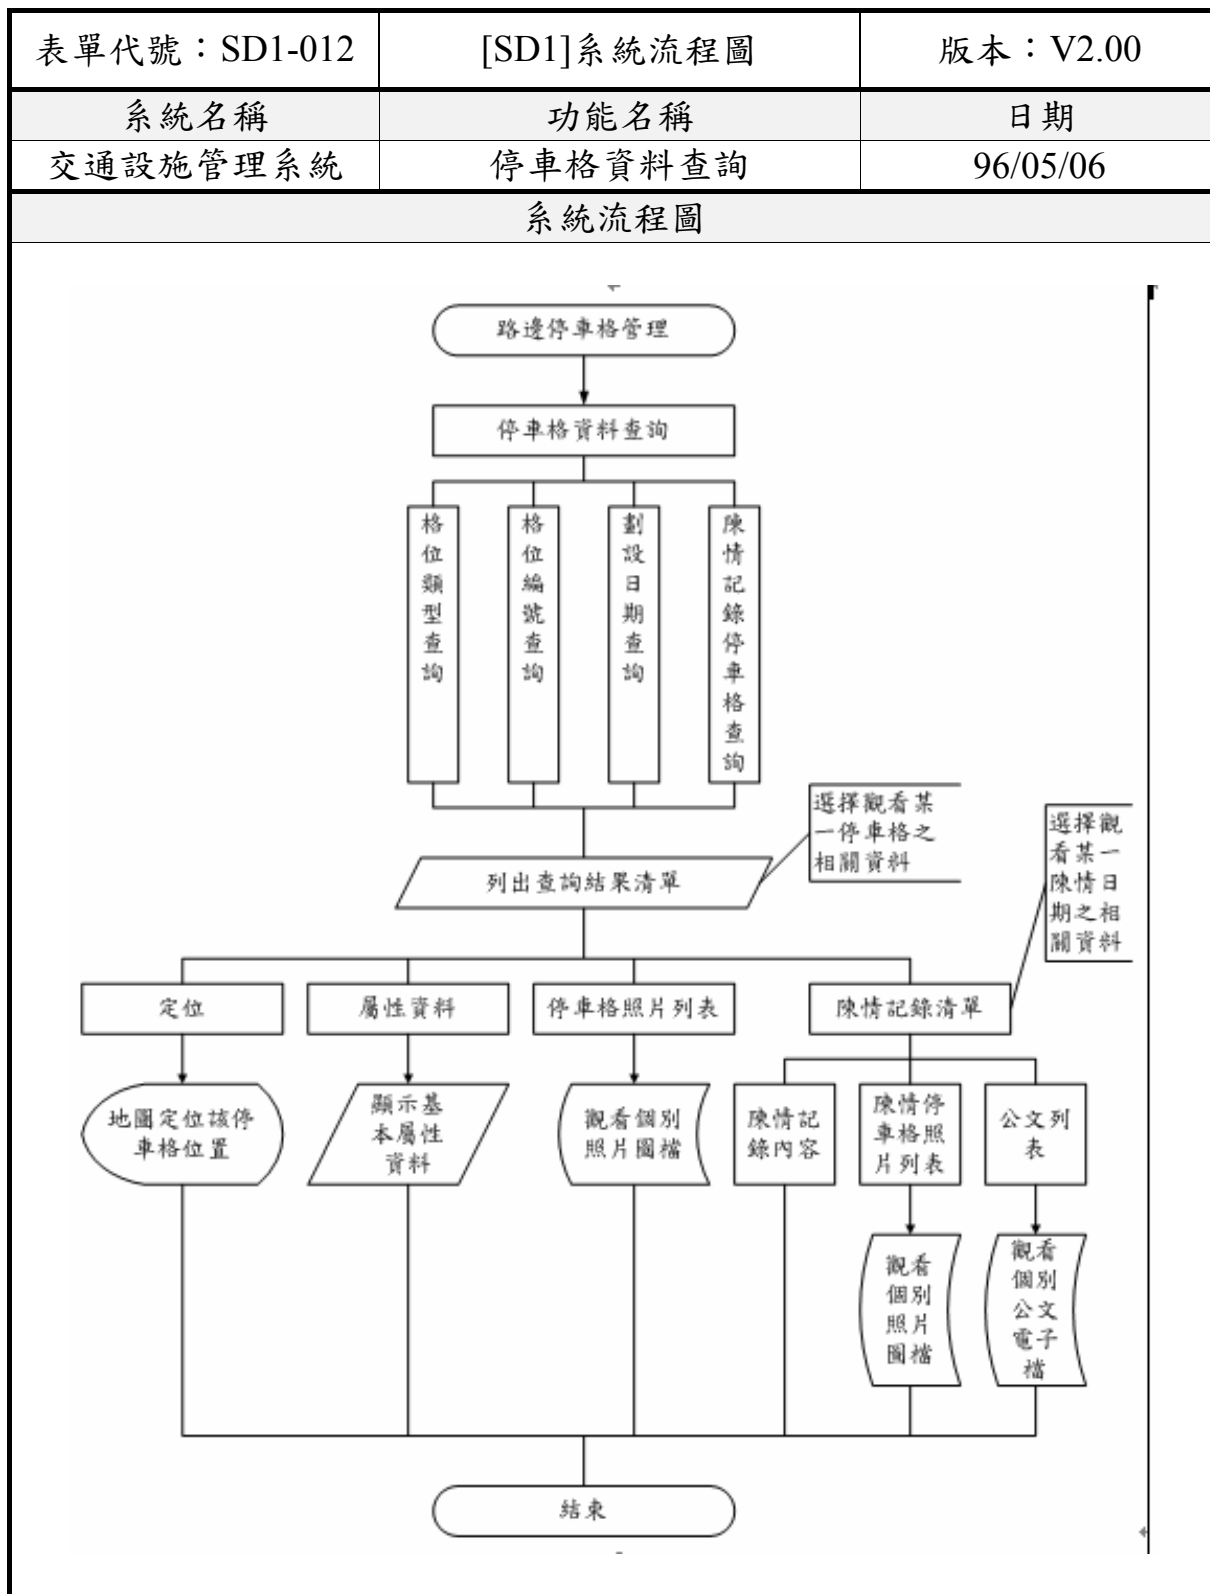 表單代號：SD1-012
[SD1]系統流程圖
版本：V2.00
系統名稱
功能名稱
日期
交通設施管理系統
停車格資料查詢
96/05/06
系統流程圖
路邊停車格管理
停車格資料查詢
格位類型查詢
格位編號查詢
劃設日期查詢
陳情記錄停車格查詢
選擇觀看某
一停車格之
相關資料
選擇觀
看某一
陳情日
期之相
關資料
列出查詢結果清單
定位
屬性資料
停車格照片列表
陳情記錄清單
地圖定位該停
車格位置
顯示基
本屬性
資料
觀看個別
照片圖檔
陳情記
錄內容
陳情停
車格照
片列表
公文列
表
觀看
個別
照片
圖檔
觀看
個別
公文
電子
檔
結束